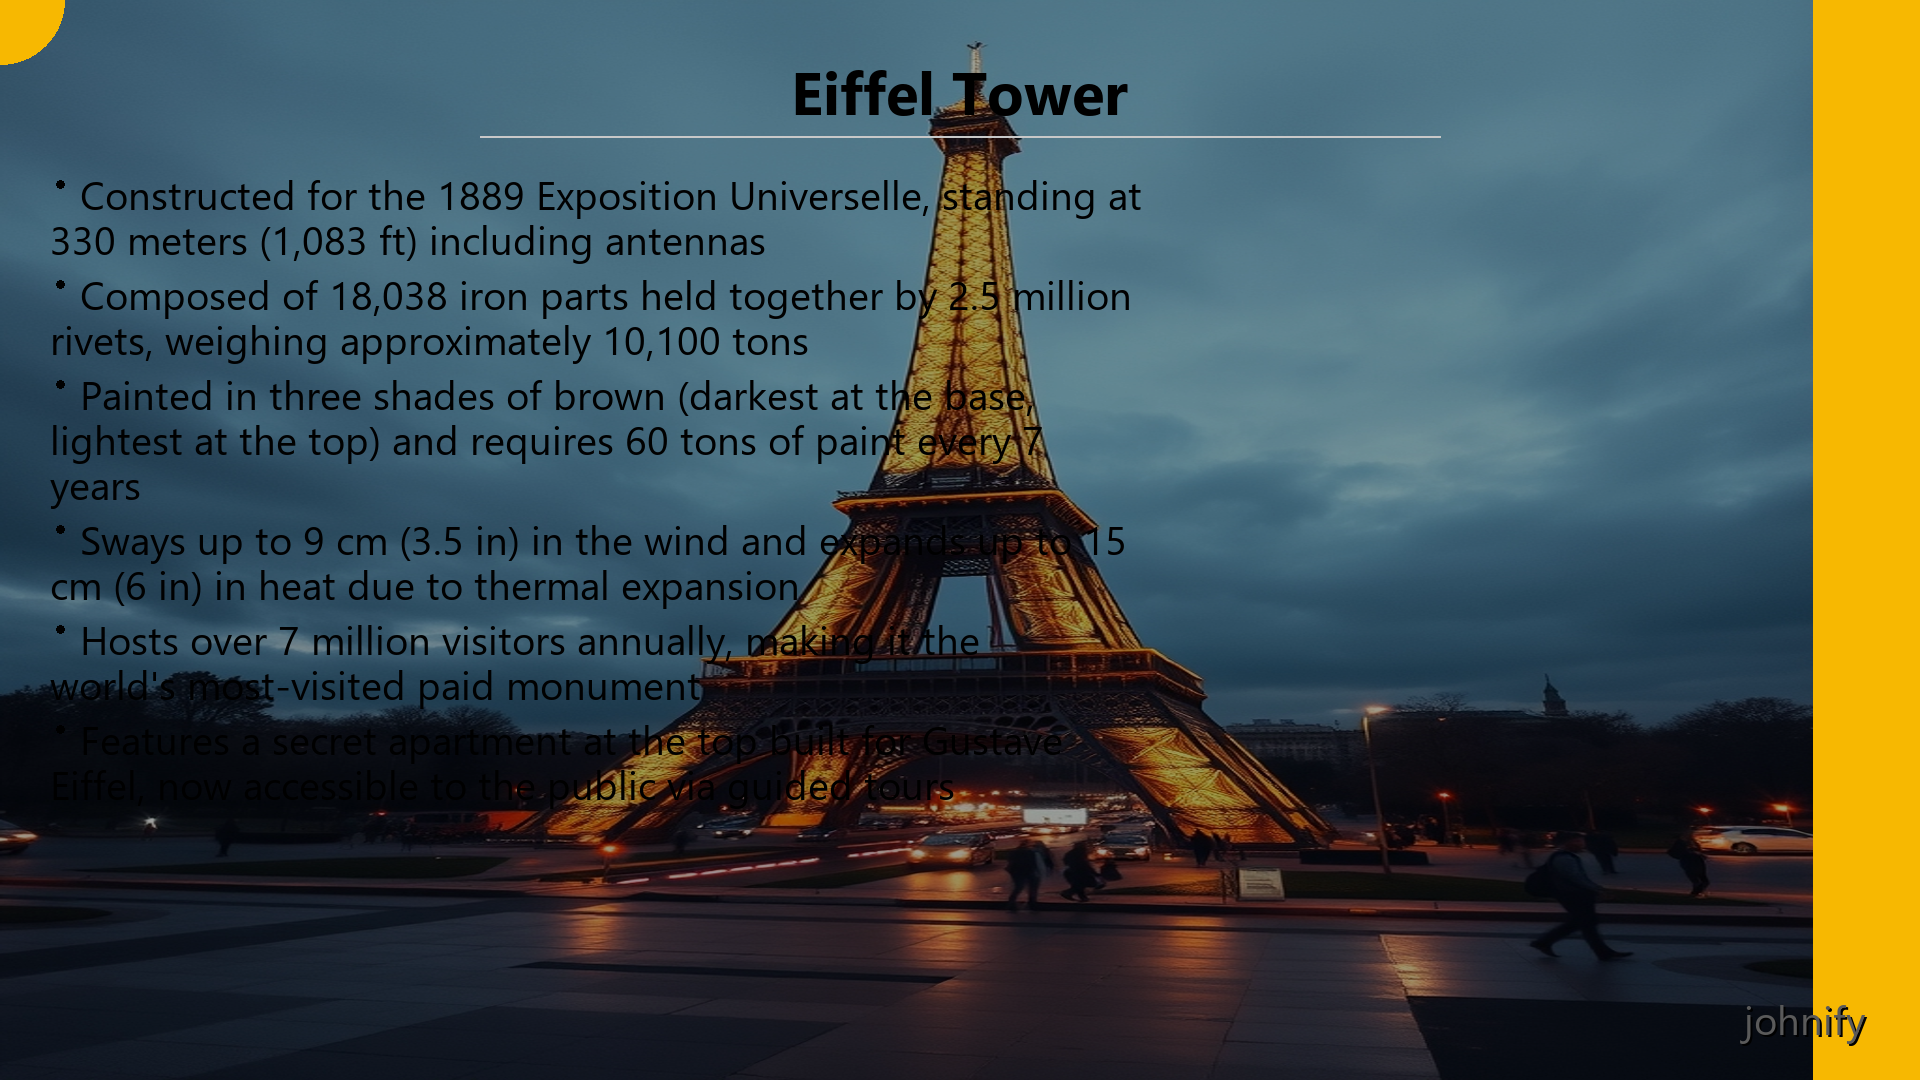 Eiffel Tower
• Constructed for the 1889 Exposition Universelle, standing at
330 meters (1,083 ft) including antennas
• Composed of 18,038 iron parts held together by 2.5 million
rivets, weighing approximately 10,100 tons
• Painted in three shades of brown (darkest at the base,
lightest at the top) and requires 60 tons of paint every 7
years
• Sways up to 9 cm (3.5 in) in the wind and expands up to 15
cm (6 in) in heat due to thermal expansion
• Hosts over 7 million visitors annually, making it the
world's most-visited paid monument
• Features a secret apartment at the top built for Gustave
Eiffel, now accessible to the public via guided tours
johnify